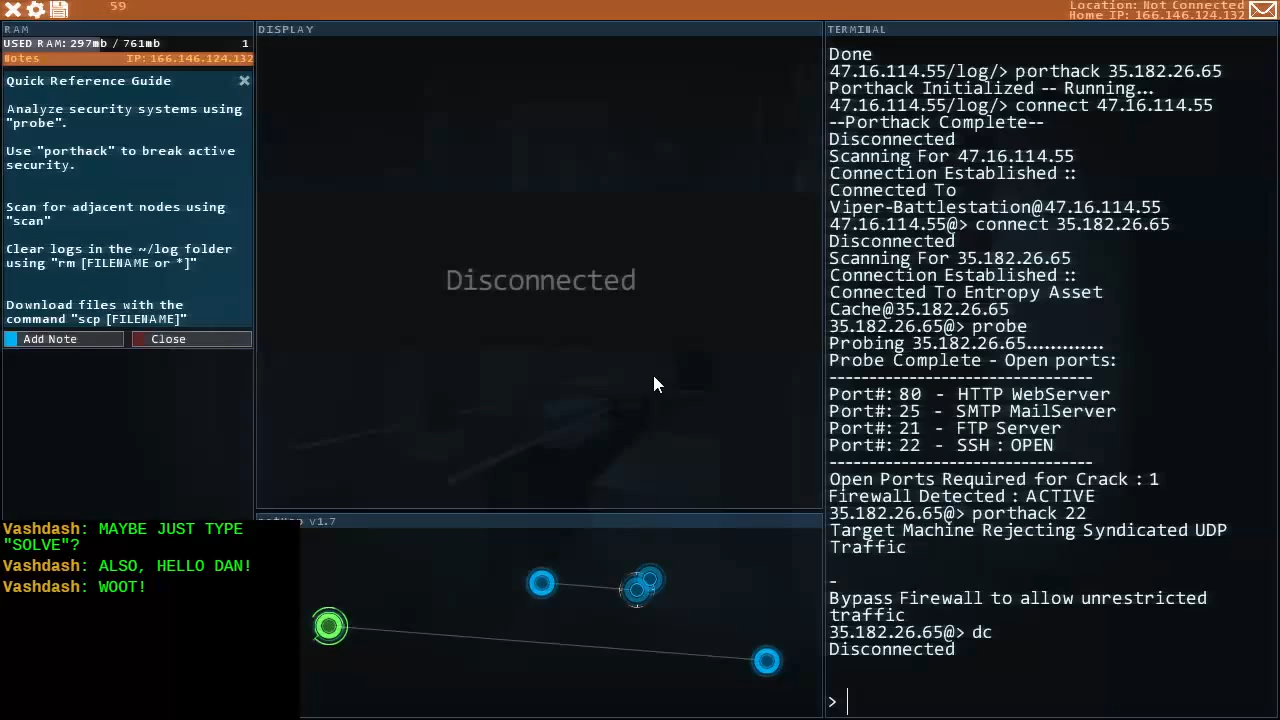 59
Location: Not Connected
Home IP: 166.146.124.132
RAM
USED RAM: 297mb / 761mb 1
Notes IP: 166.146.124.132
Quick Reference Guide
Analyze security systems using
"probe".
Use "porthack" to break active
security.
Scan for adjacent nodes using
"scan"
Clear logs in the ~/log folder
using "rm [FILENAME or *]"
Download files with the
command "scp [FILENAME]"
Add Note Close
Vashdash: MAYBE JUST TYPE
"SOLVE"?
Vashdash: ALSO, HELLO DAN!
Vashdash: WOOT!
DISPLAY
Disconnected
v1.7
TERMINAL
Done
47.16.114.55/log/> porthack 35.182.26.65
Porthack Initialized -- Running...
47.16.114.55/log/> connect 47.16.114.55
--Porthack Complete--
Disconnected
Scanning For 47.16.114.55
Connection Established ::
Connected To
Viper-Battlestation@47.16.114.55
47.16.114.55@> connect 35.182.26.65
Disconnected
Scanning For 35.182.26.65
Connection Established ::
Connected To Entropy Asset
Cache@35.182.26.65
35.182.26.65@> probe
Probing 35.182.26.65.............
Probe Complete - Open ports:
---------------------------------
Port#: 80 - HTTP WebServer
Port#: 25 - SMTP MailServer
Port#: 21 - FTP Server
Port#: 22 - SSH : OPEN
---------------------------------
Open Ports Required for Crack : 1
Firewall Detected : ACTIVE
35.182.26.65@> porthack 22
Target Machine Rejecting Syndicated UDP
Traffic
-
Bypass Firewall to allow unrestricted
traffic
35.182.26.65@> dc
Disconnected
>